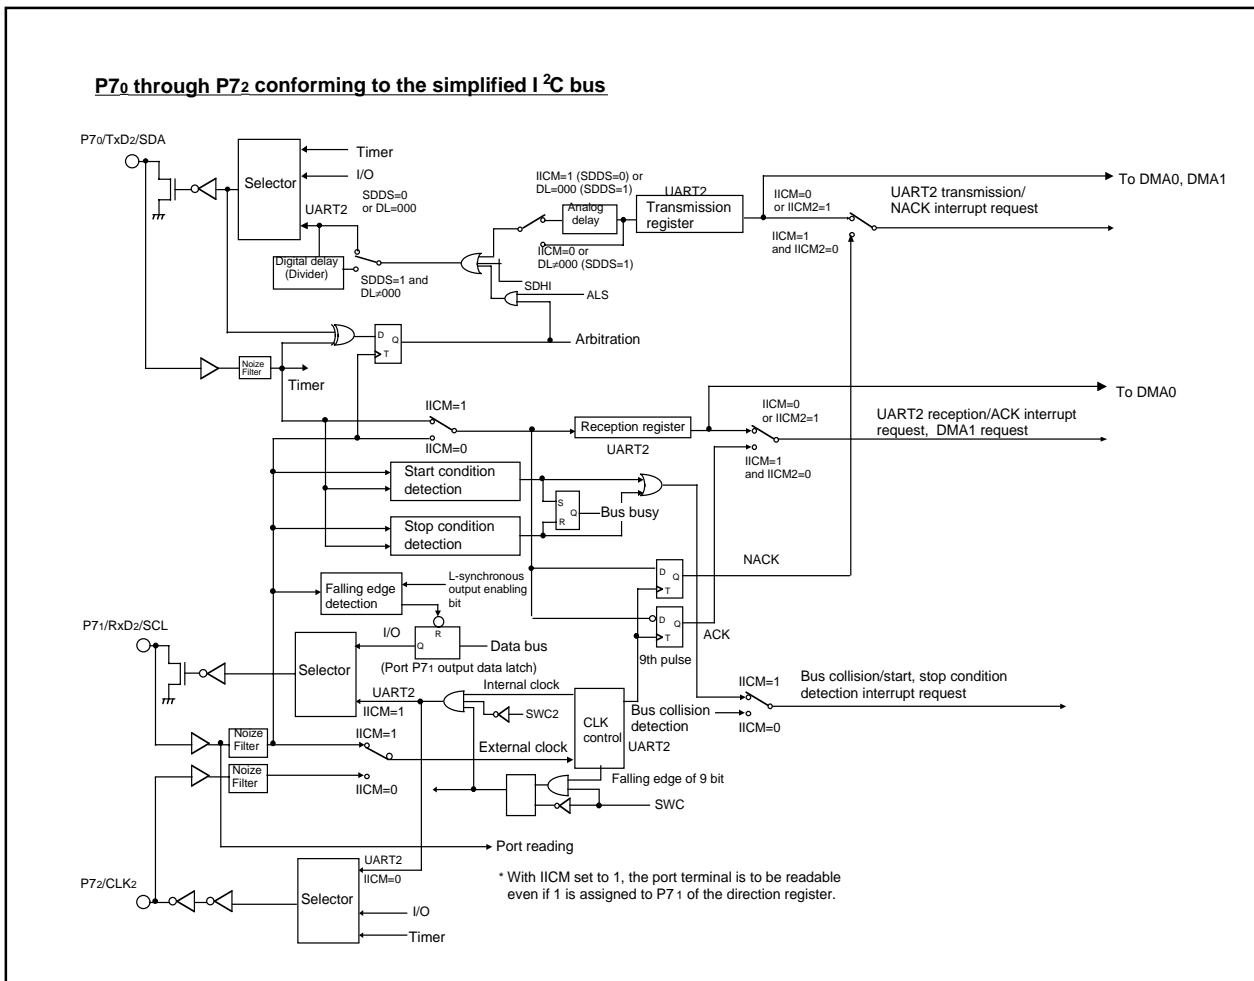 P70 through P72 conforming to the simplified I 2C bus
P70/TxD2/SDA
Selector
Timer
I/O
SDDS=0
or DL=000
UART2
Digital delay
(Divider)
SDDS=1 and
DL≠000
IICM=1 (SDDS=0) or
DL=000 (SDDS=1)
Analog
delay
IICM=0 or
DL≠000 (SDDS=1)
SDHI
ALS
UART2
Transmission
register
IICM=0
or IICM2=1
IICM=1
and IICM2=0
To DMA0, DMA1
UART2 transmission/
NACK interrupt request
D
Q
T
Arbitration
Noize
Filter
Timer
IICM=1
IICM=0
Reception register
UART2
IICM=0
or IICM2=1
IICM=1
and IICM2=0
To DMA0
UART2 reception/ACK interrupt
request, DMA1 request
Start condition
detection
Stop condition
detection
S
Q
R
Bus busy
NACK
D
Q
T
D
Q
T
ACK
9th pulse
Falling edge
detection
L-synchronous
output enabling
bit
P71/RxD2/SCL
Selector
I/O
R
Q
Data bus
(Port P71 output data latch)
UART2
IICM=1
Internal clock
SWC2
CLK
control
UART2
External clock
Bus collision
detection
IICM=1
IICM=0
Bus collision/start, stop condition
detection interrupt request
Noize
Filter
IICM=1
Noize
Filter
IICM=0
Falling edge of 9 bit
SWC
Port reading
P72/CLK2
Selector
UART2
IICM=0
I/O
Timer
* With IICM set to 1, the port terminal is to be readable
even if 1 is assigned to P71 of the direction register.